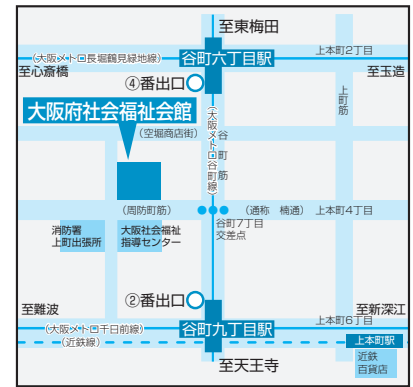 至東梅田
(大阪メトロ長堀鶴見緑地線)
谷町六丁目駅
上本町2丁目
至心斎橋
至玉造
④番出口
上町筋
大阪府社会福祉会館
(空堀商店街)
谷町筋
(大阪メトロ谷町線)
(周防町筋)
(通称 楠通)
上本町4丁目
消防署
上町出張所
大阪社会福祉
指導センター
谷町7丁目
交差点
②番出口
至難波
至新深江
(大阪メトロ千日前線)
谷町九丁目駅
上本町6丁目
(近鉄線)
上本町駅
近鉄
百貨店
至天王寺